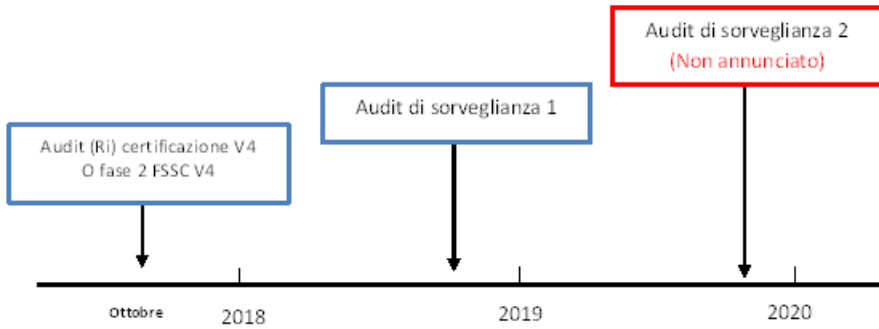 Audit di sorveglianza 2
(Non annunciato)
Audit di sorveglianza 1
Audit (Ri) certificazione V4
O fase 2 FSSC V4
Ottobre 2018 2019 2020